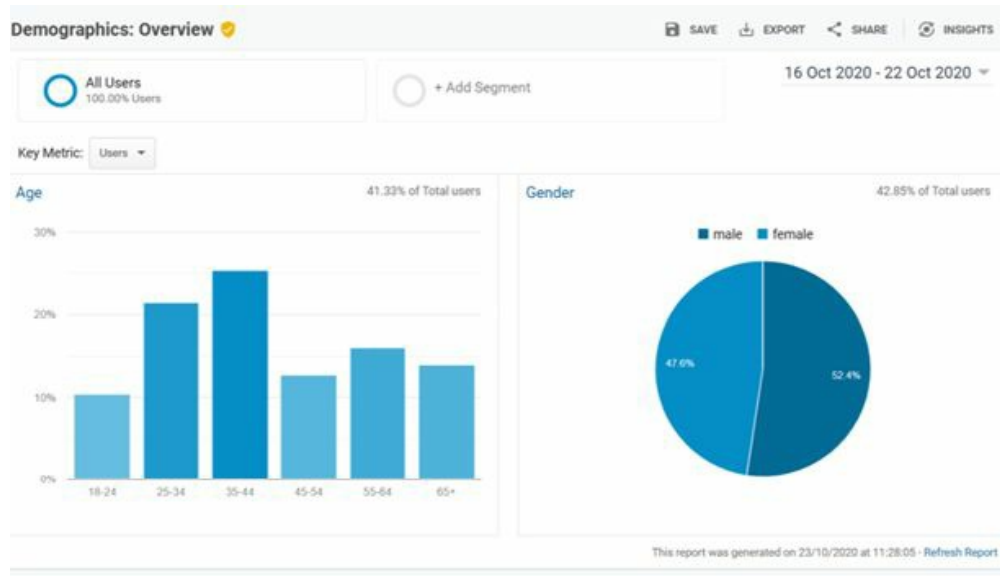 Demographics: Overview
SAVE EXPORT SHARE INSIGHTS
All Users
100.00% Users
+ Add Segment
16 Oct 2020 - 22 Oct 2020
Key Metric: Users
Age
41.33% of Total users
30%
20%
10%
0%
18-24 25-34 35-44 45-54 55-64 65+
Gender
42.85% of Total users
male female
47.6%
52.4%
This report was generated on 23/10/2020 at 11:28:05 - Refresh Report